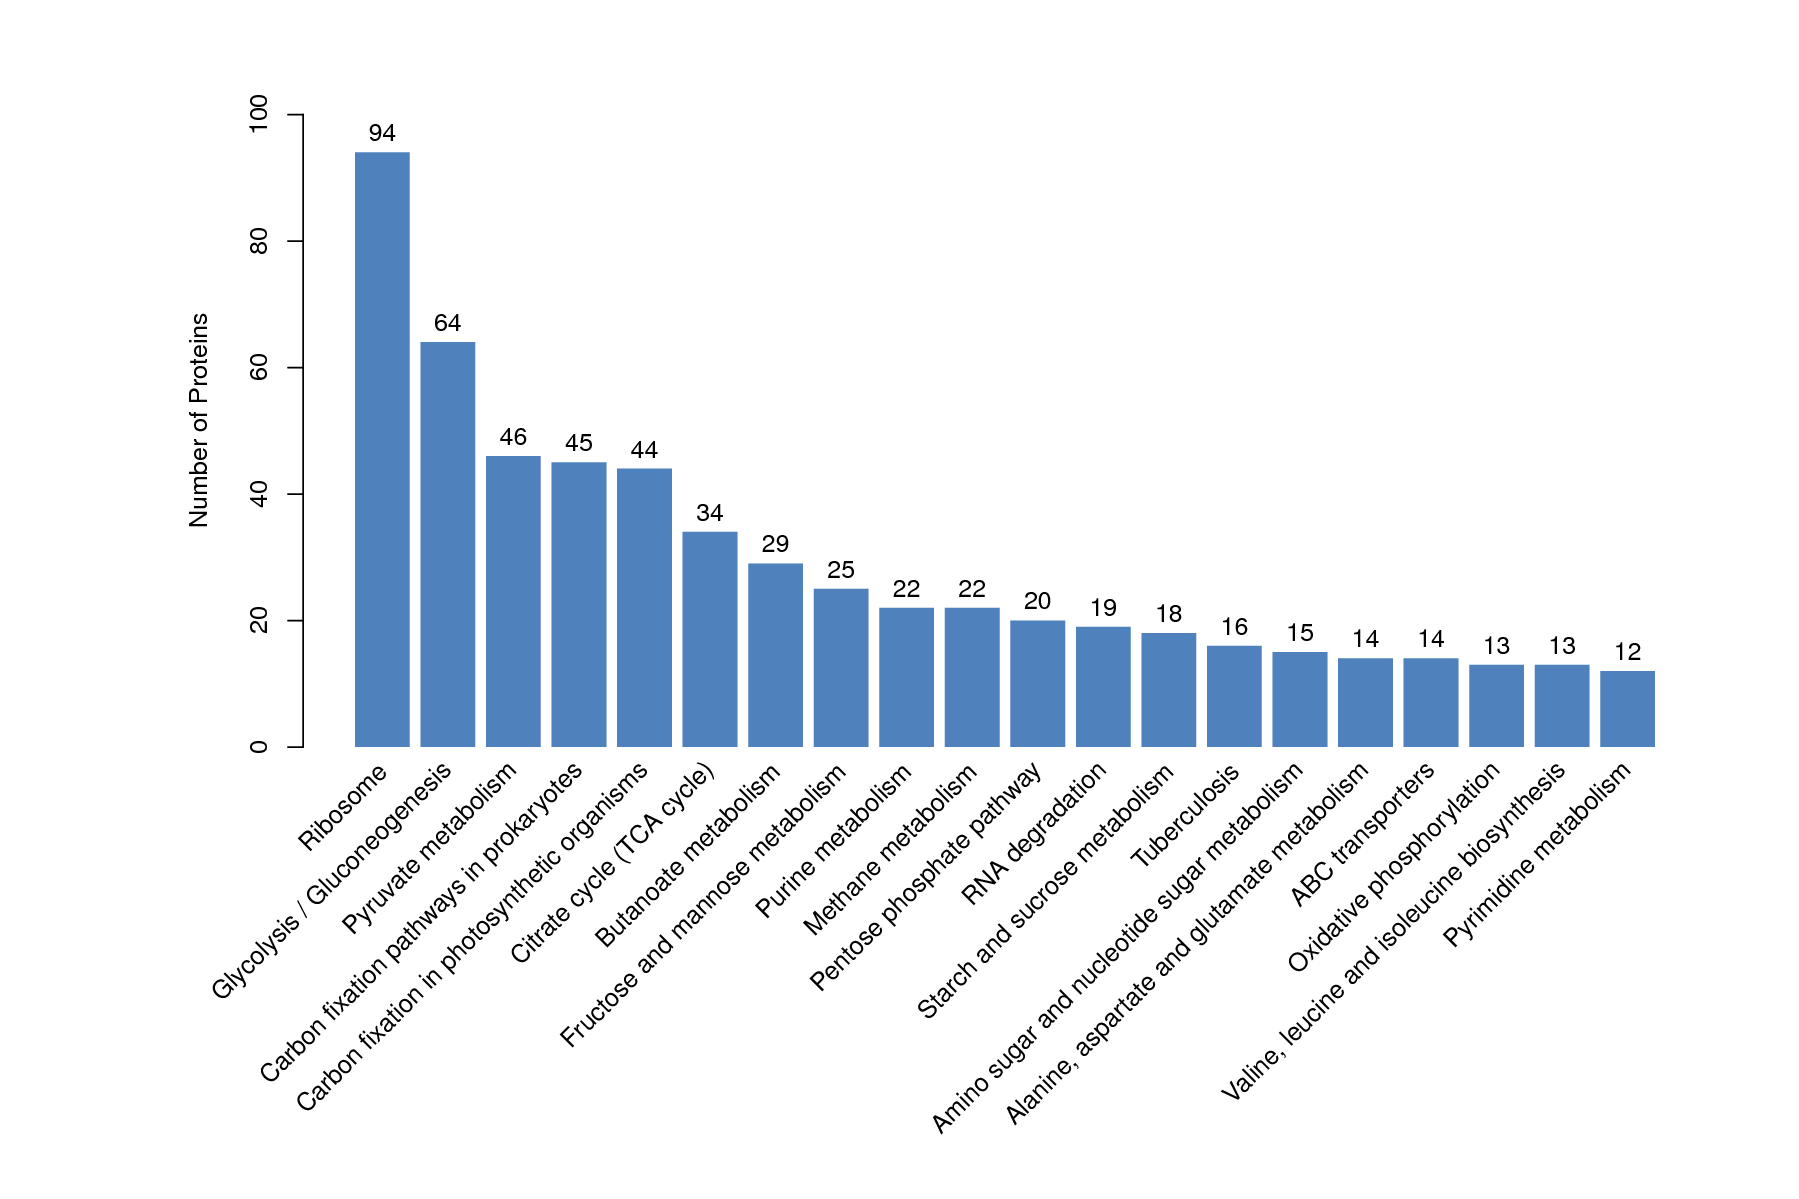 Number of Proteins
100
80
60
40
20
0
94
64
46
45
44
34
29
25
22
22
20
19
18
16
15
14
14
13
13
12
Ribosome
Glycolysis / Gluconeogenesis
Pyruvate metabolism
Carbon fixation pathways in prokaryotes
Carbon fixation in photosynthetic organisms
Citrate cycle (TCA cycle)
Butanoate metabolism
Fructose and mannose metabolism
Purine metabolism
Methane metabolism
Pentose phosphate pathway
RNA degradation
Starch and sucrose metabolism
Tuberculosis
Amino sugar and nucleotide sugar metabolism
Alanine, aspartate and glutamate metabolism
ABC transporters
Oxidative phosphorylation
Valine, leucine and isoleucine biosynthesis
Pyrimidine metabolism